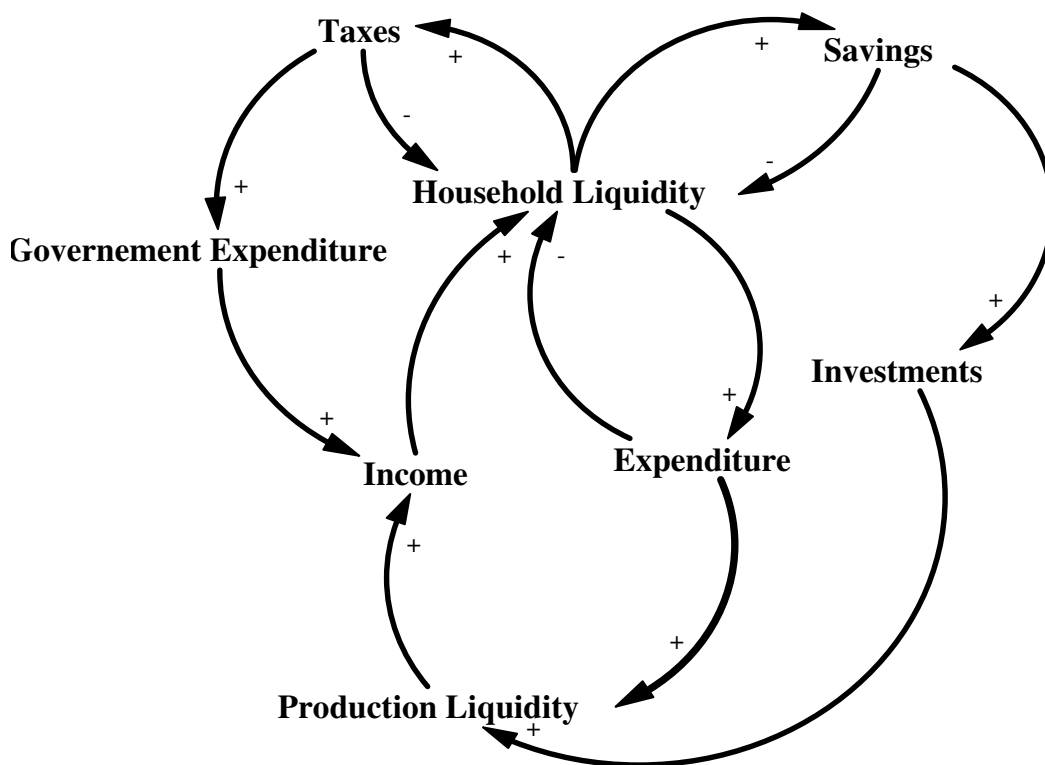 Taxes
+
+
Savings
-
-
+
Household Liquidity
Governement Expenditure
+
-
+
Investments
+
+
Expenditure
Income
+
+
Production Liquidity
+